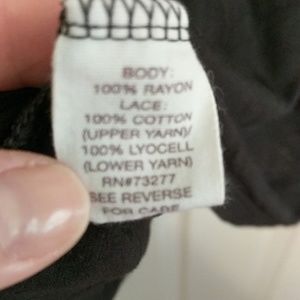 BODY:
100% RAYON
LACE:
100% COTTON
(UPPER YARN)/
100% LYOCELL
(LOWER YARN)
RN#73277
SEE REVERSE
FOR CARE